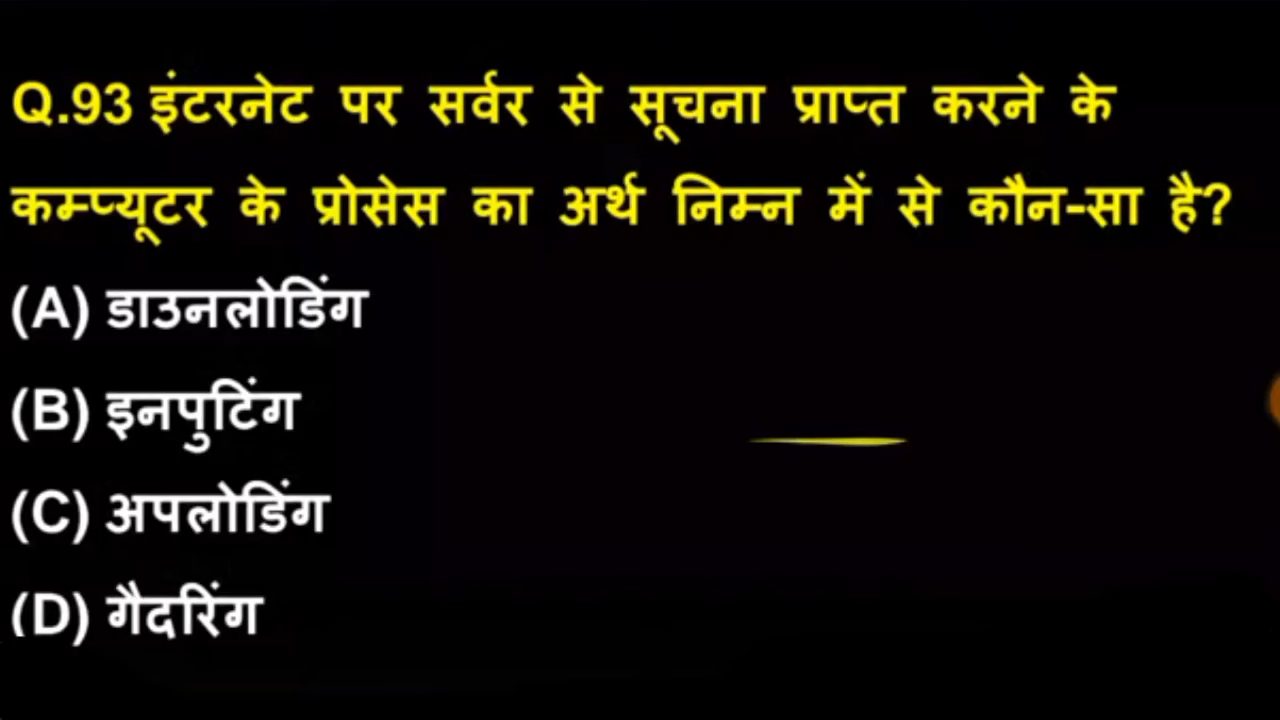 Q.93 इंटरनेट पर सर्वर से सूचना प्राप्त करने के
कम्प्यूटर के प्रोसेस का अर्थ निम्न में से कौन-सा है?
(A) डाउनलोडिंग
(B) इनपुटिंग
(C) अपलोडिंग
(D) गैदरिंग